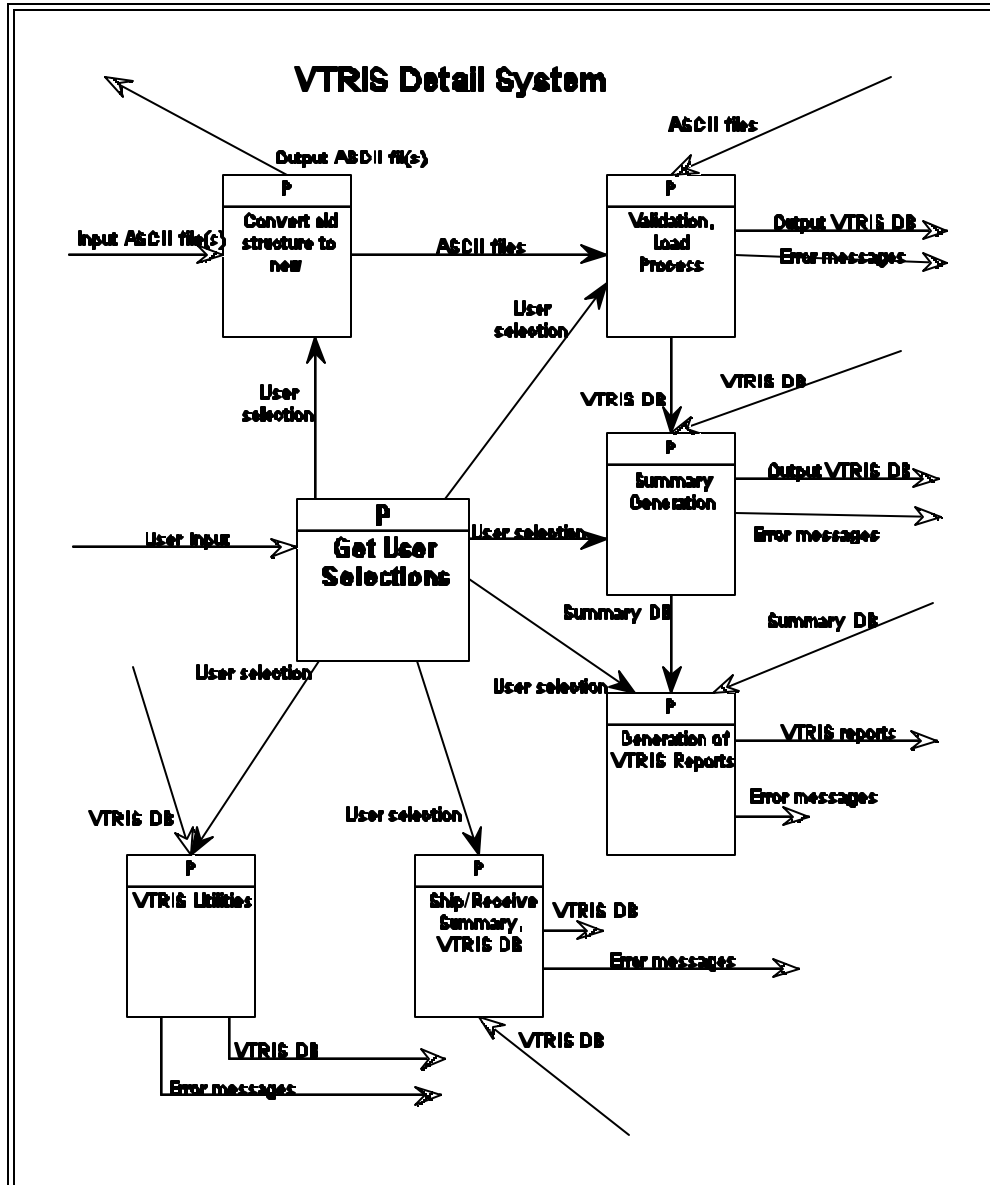 VTRIS Detail System
ASCII files
Output ASCII fil(s)
P
Convert old
structure to
new
Input ASCII file(s)
ASCII files
P
Validation,
Load
Process
Output VTRIS DB
Error messages
User
selection
User
selection
VTRIS DB
VTRIS DB
P
Summary
Generation
Output VTRIS DB
Error messages
User input
P
Get User
Selections
User selection
Summary DB
Summary DB
User selection
User selection
P
Generation of
VTRIS Reports
VTRIS reports
Error messages
VTRIS DB
User selection
P
VTRIS Utilities
P
Ship/Receive
Summary,
VTRIS DB
VTRIS DB
Error messages
VTRIS DB
VTRIS DB
Error messages